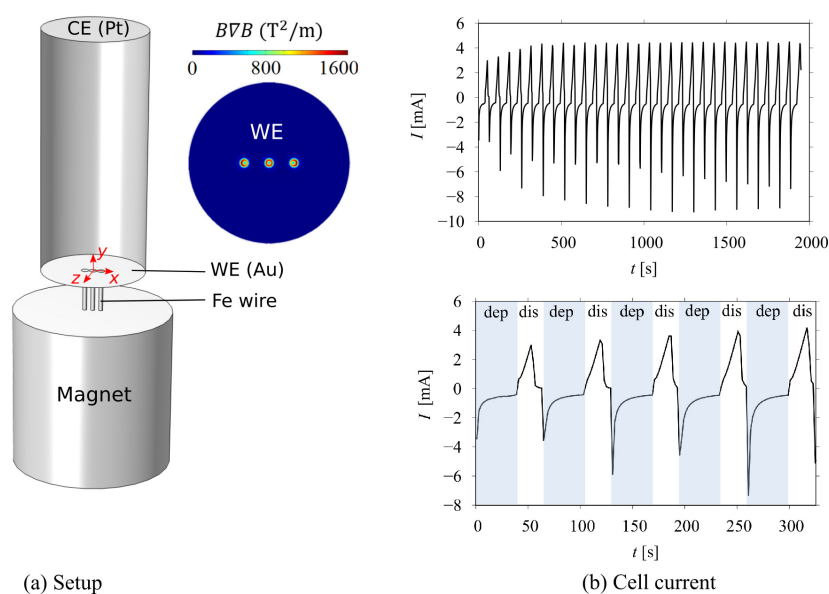 CE (Pt)
B∇B (T²/m)
0 800 1600
WE
y
z x
WE (Au)
Fe wire
Magnet
(a) Setup
6
4
2
0
-2
-4
-6
-8
-10
I [mA]
0 500 1000 1500 2000
t [s]
6
4
2
0
-2
-4
-6
-8
I [mA]
dep dis dep dis dep dis dep dis dep dis
0 50 100 150 200 250 300
t [s]
(b) Cell current